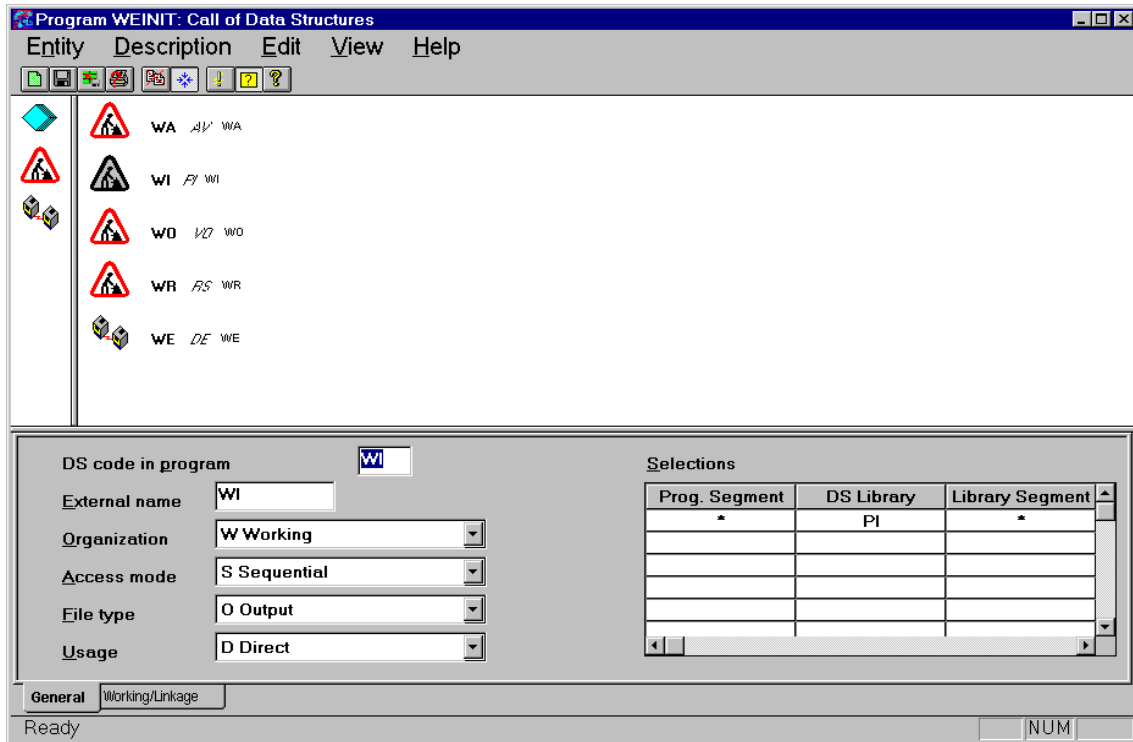 Program WEINIT: Call of Data Structures
Entity Description Edit View Help
WA AV WA
WI PI WI
WO VO WO
WR RS WR
WE DE WE
DS code in program WI
External name WI
Organization W Working
Access mode S Sequential
File type O Output
Usage D Direct
Selections
Prog. Segment DS Library Library Segment
* PI *
General Working/Linkage
Ready NUM